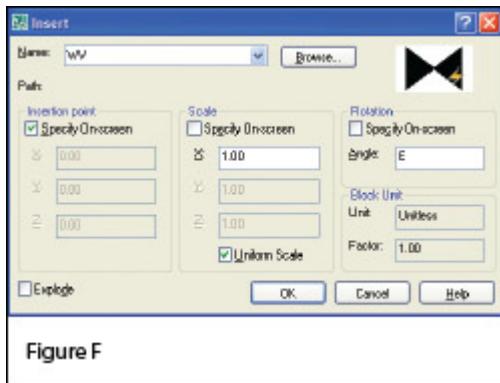 Insert
Name: WV Browse...
Path:
Insertion point
Specify On-screen
X: 0.00
Y: 0.00
Z: 0.00
Scale
Specify On-screen
X: 1.00
Y: 1.00
Z: 1.00
Uniform Scale
Rotation
Specify On-screen
Angle: E
Block Unit
Unit: Unitless
Factor: 1.00
Explode
OK Cancel Help
Figure F